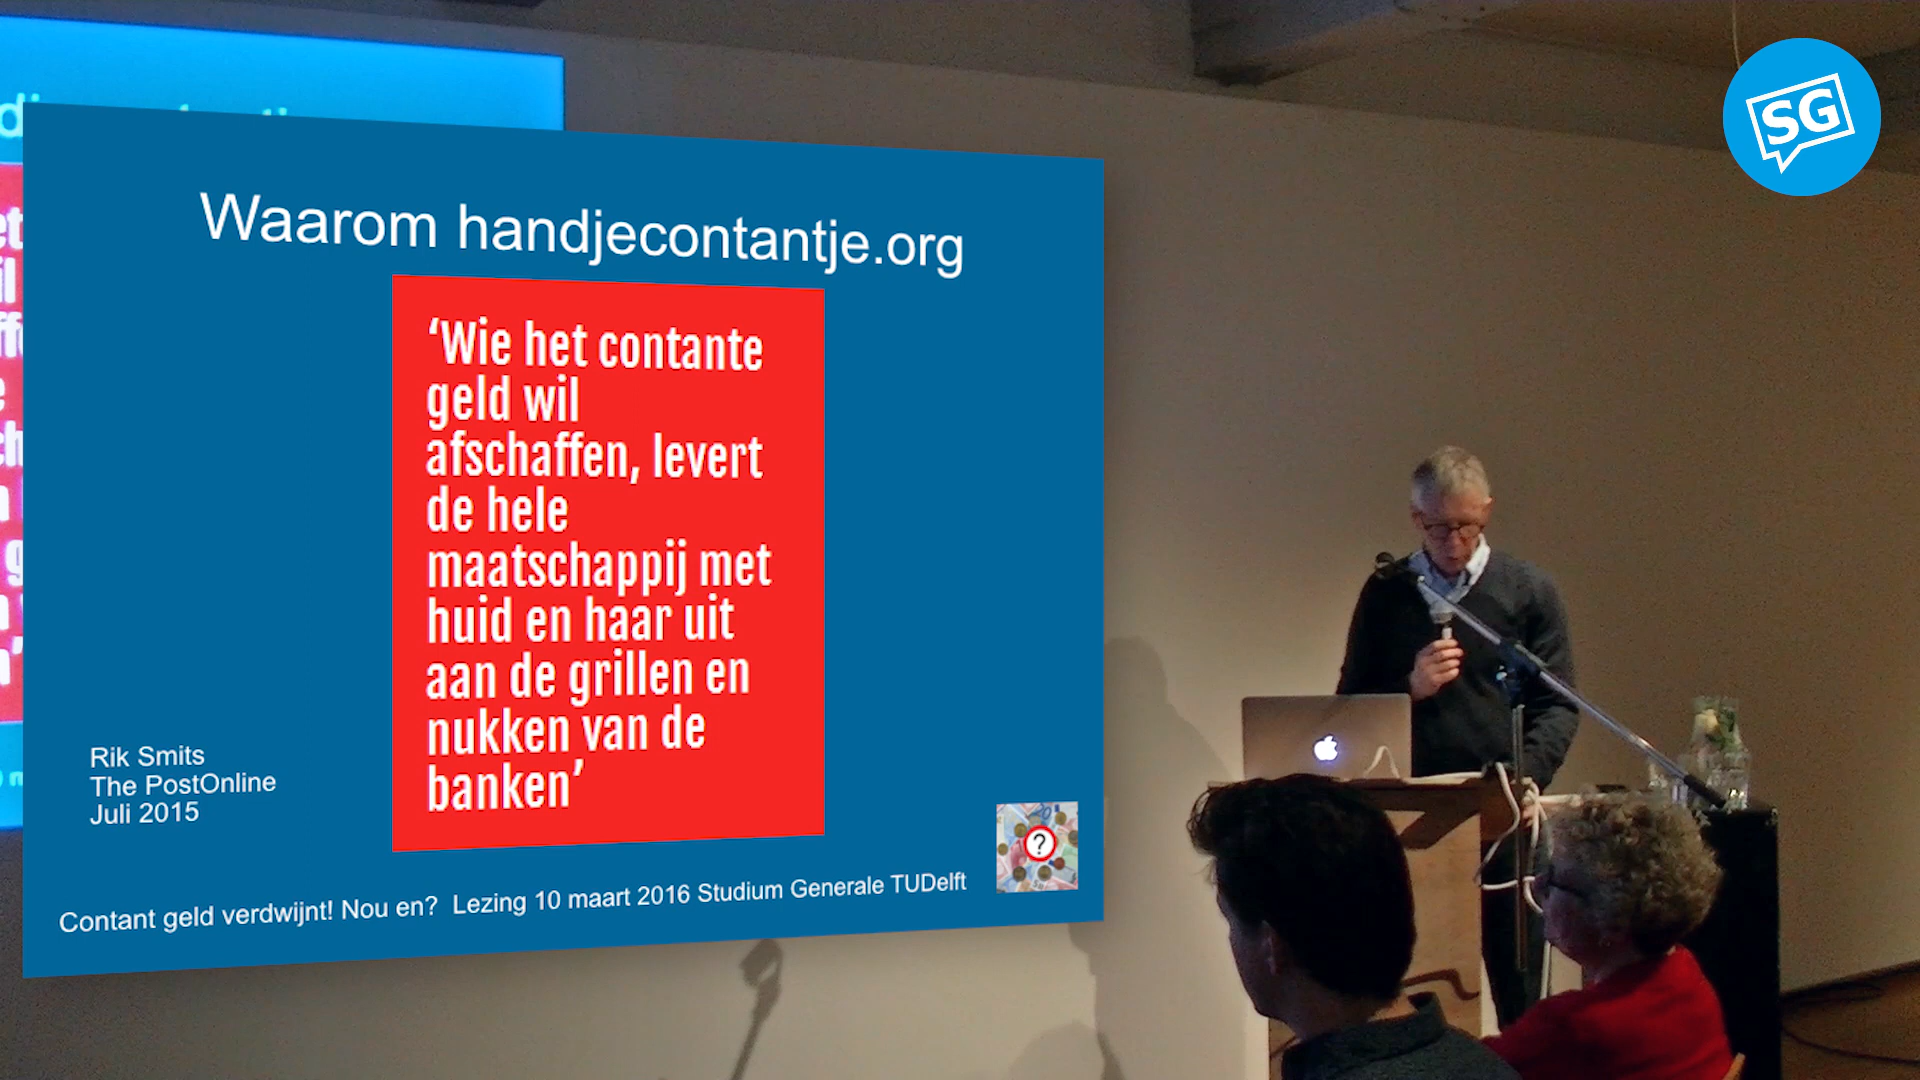 SG
Waarom handjecontantje.org
‘Wie het contante
geld wil
afschaffen, levert
de hele
maatschappij met
huid en haar uit
aan de grillen en
nukken van de
banken’
Rik Smits
The PostOnline
Juli 2015
?
Contant geld verdwijnt! Nou en? Lezing 10 maart 2016 Studium Generale TUDelft